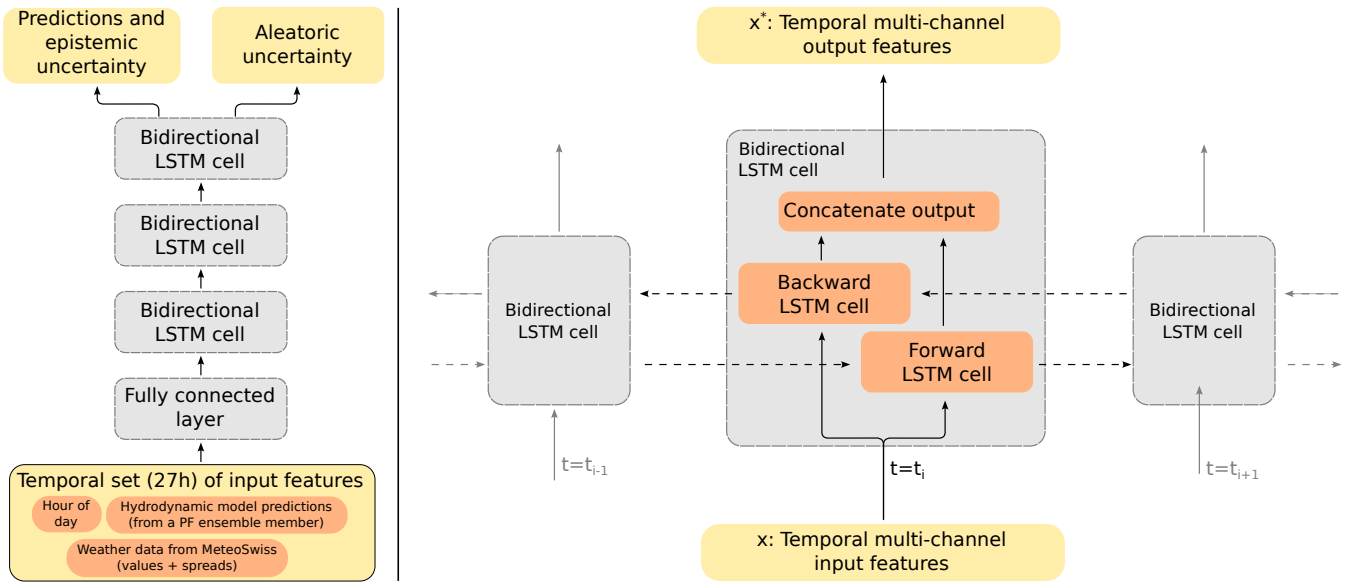 Predictions and
epistemic
uncertainty
Aleatoric
uncertainty
Bidirectional
LSTM cell
Bidirectional
LSTM cell
Bidirectional
LSTM cell
Fully connected
layer
Temporal set (27h) of input features
Hour of
day
Hydrodynamic model predictions
(from a PF ensemble member)
Weather data from MeteoSwiss
(values + spreads)
x*: Temporal multi-channel
output features
Bidirectional
LSTM cell
Concatenate output
Backward
LSTM cell
Forward
LSTM cell
Bidirectional
LSTM cell
Bidirectional
LSTM cell
t=ti-1
t=ti
t=ti+1
x: Temporal multi-channel
input features